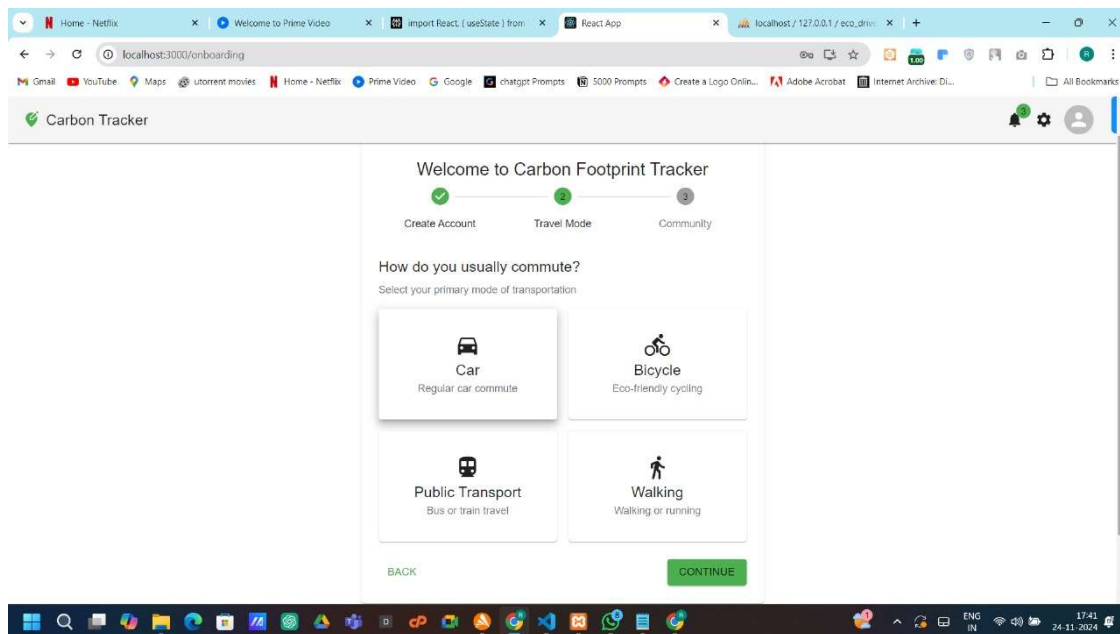 Home - Netflix
Welcome to Prime Video
import React, { useState } from
React App
localhost / 127.0.0.1 / eco_driv
localhost:3000/onboarding
1.00
Gmail
YouTube
Maps
utorrent movies
Home - Netflix
Prime Video
Google
chatgpt Prompts
5000 Prompts
Create a Logo Onlin...
Adobe Acrobat
Internet Archive: Di...
All Bookmarks
Carbon Tracker
3
Welcome to Carbon Footprint Tracker
2
3
Create Account
Travel Mode
Community
How do you usually commute?
Select your primary mode of transportation
Car
Regular car commute
Bicycle
Eco-friendly cycling
Public Transport
Bus or train travel
Walking
Walking or running
BACK
CONTINUE
ENG
IN
17:41
24-11-2024